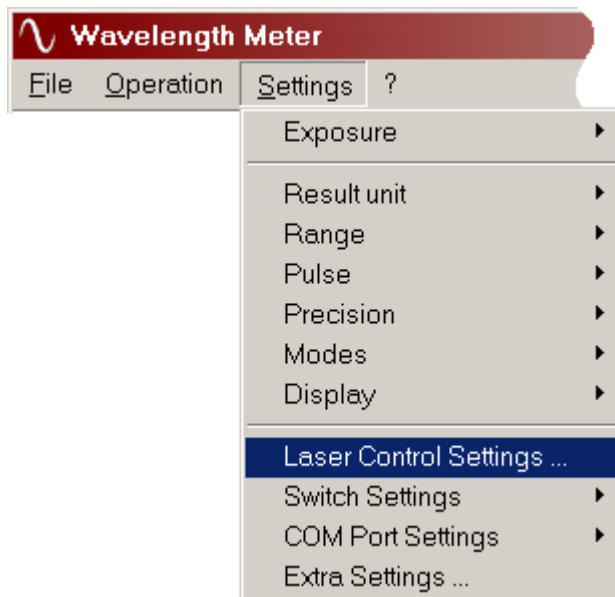 Wavelength Meter
File Operation Settings ?
Exposure
Result unit
Range
Pulse
Precision
Modes
Display
Laser Control Settings ...
Switch Settings
COM Port Settings
Extra Settings ...